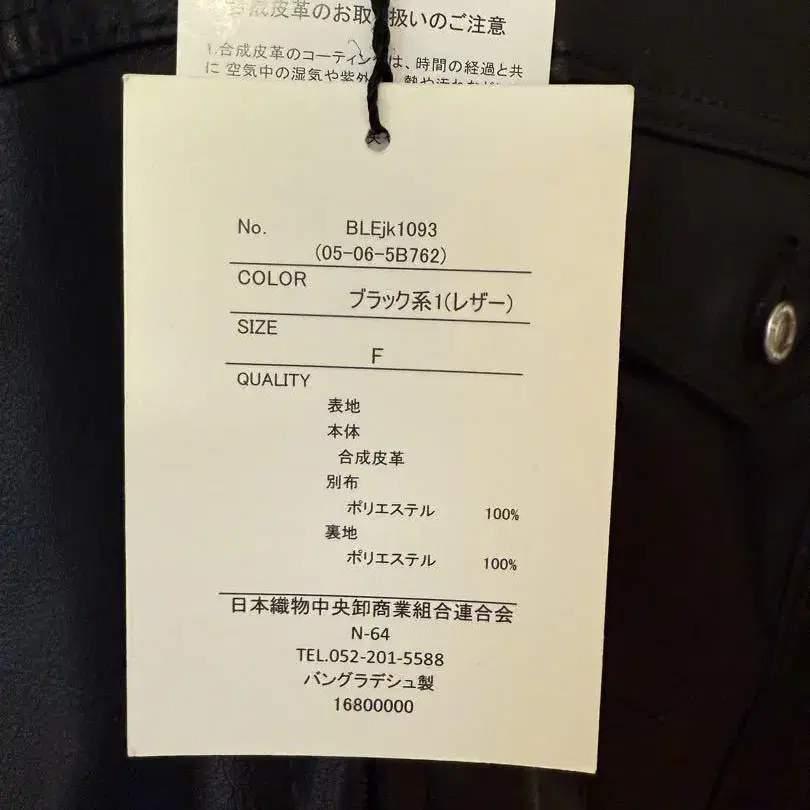 合成皮革のお取り扱いのご注意
1.合成皮革のコーティングは、時間の経過と共
に 空気中の湿気や紫外
No. BLEjk1093
(05-06-5B762)
COLOR
ブラック系1(レザー)
SIZE
F
QUALITY
表地
本体
合成皮革
別布
ポリエステル 100%
裏地
ポリエステル 100%
日本織物中央卸商業組合連合会
N-64
TEL.052-201-5588
バングラデシュ製
16800000